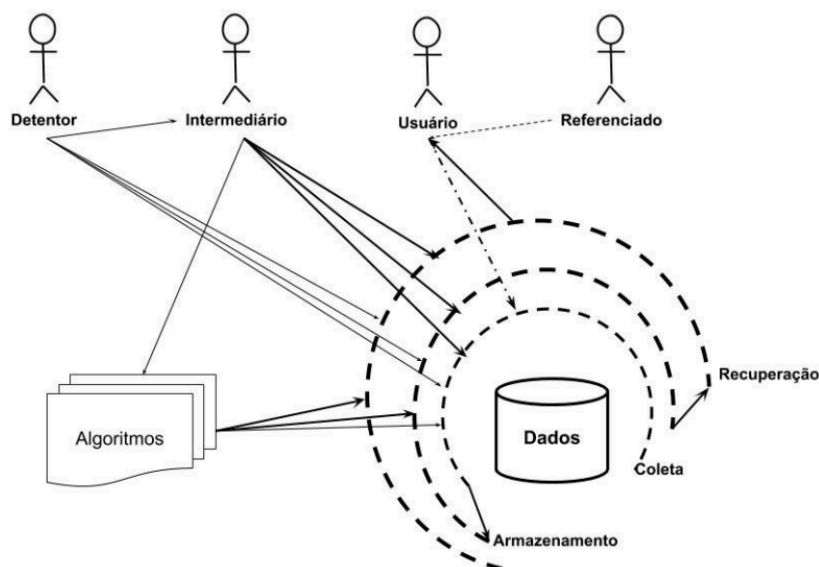 Detentor
Intermediário
Usuário
Referenciado
Recuperação
Algoritmos
Dados
Coleta
Armazenamento